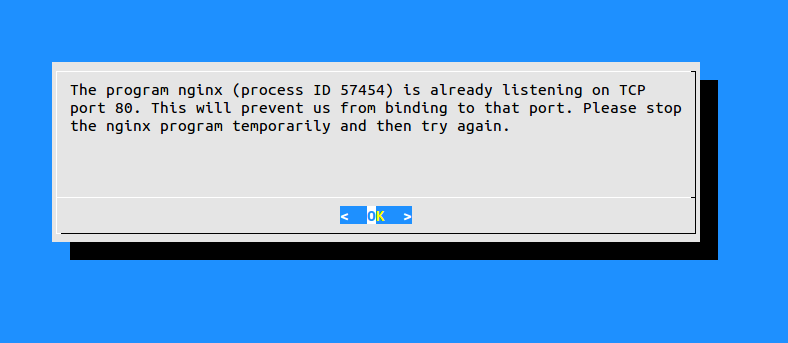 The program nginx (process ID 57454) is already listening on TCP
port 80. This will prevent us from binding to that port. Please stop
the nginx program temporarily and then try again.
<  OK  >